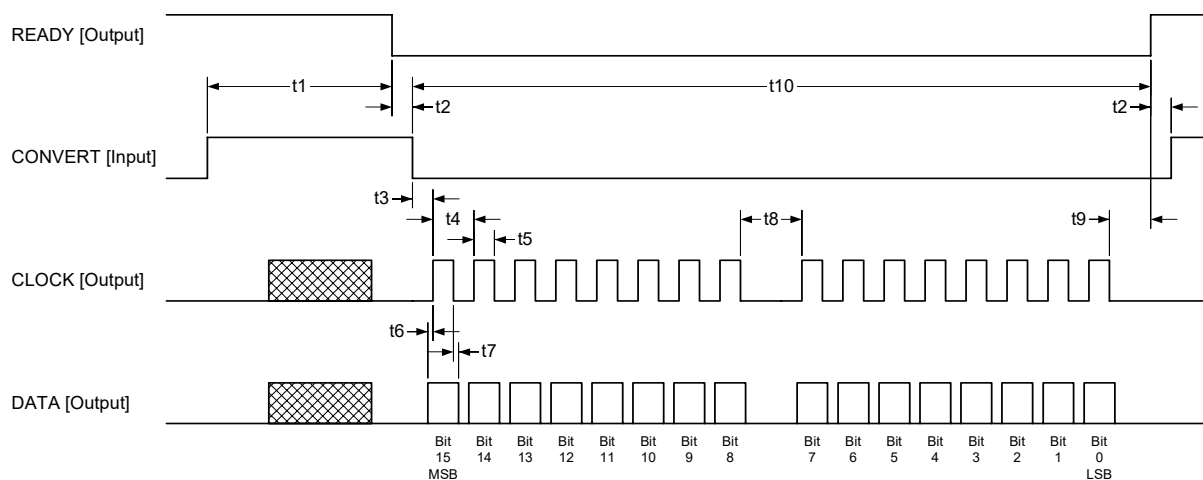 READY [Output]
t1
t10
t2
t2
CONVERT [Input]
t3
t4
t8
t9
t5
CLOCK [Output]
t6
t7
DATA [Output]
Bit 15 MSB
Bit 14
Bit 13
Bit 12
Bit 11
Bit 10
Bit 9
Bit 8
Bit 7
Bit 6
Bit 5
Bit 4
Bit 3
Bit 2
Bit 1
Bit 0 LSB